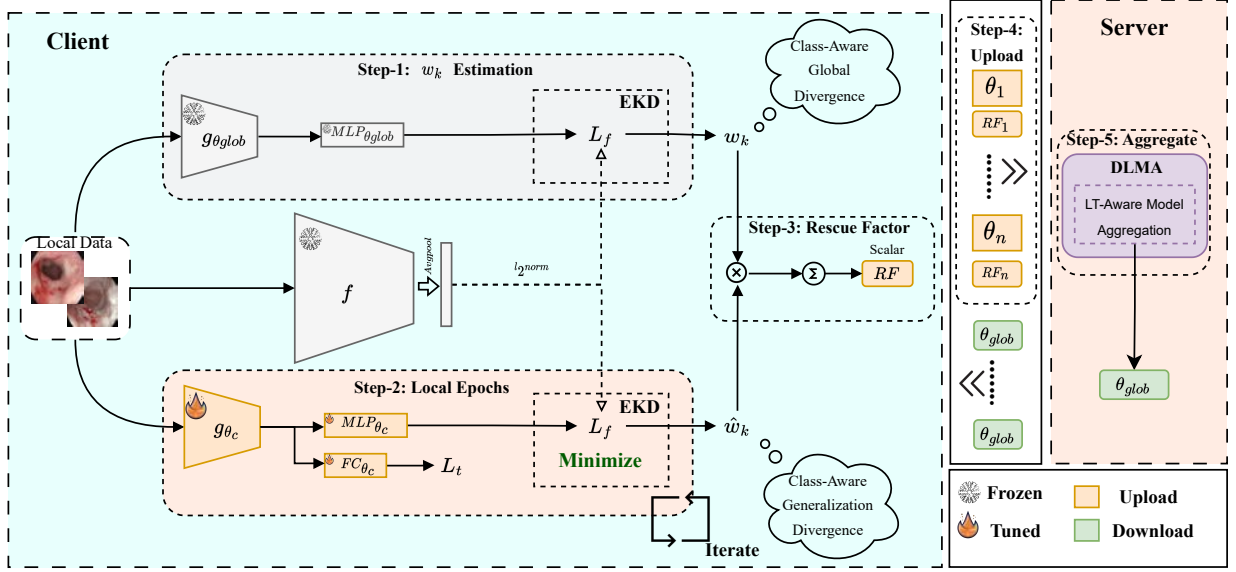 Client
Step-1: w_k Estimation
g_θglob
MLP_θglob
EKD
L_f
w_k
Class-Aware
Global
Divergence
Local Data
f
Avgpool
l_2^norm
Step-3: Rescue Factor
Scalar
×
Σ
RF
Step-2: Local Epochs
g_θc
MLP_θc
FC_θc
L_t
EKD
L_f
Minimize
ŵ_k
Class-Aware
Generalization
Divergence
Iterate
Step-4:
Upload
θ_1
RF_1
θ_n
RF_n
θ_glob
θ_glob
Server
Step-5: Aggregate
DLMA
LT-Aware Model
Aggregation
θ_glob
Frozen
Upload
Tuned
Download